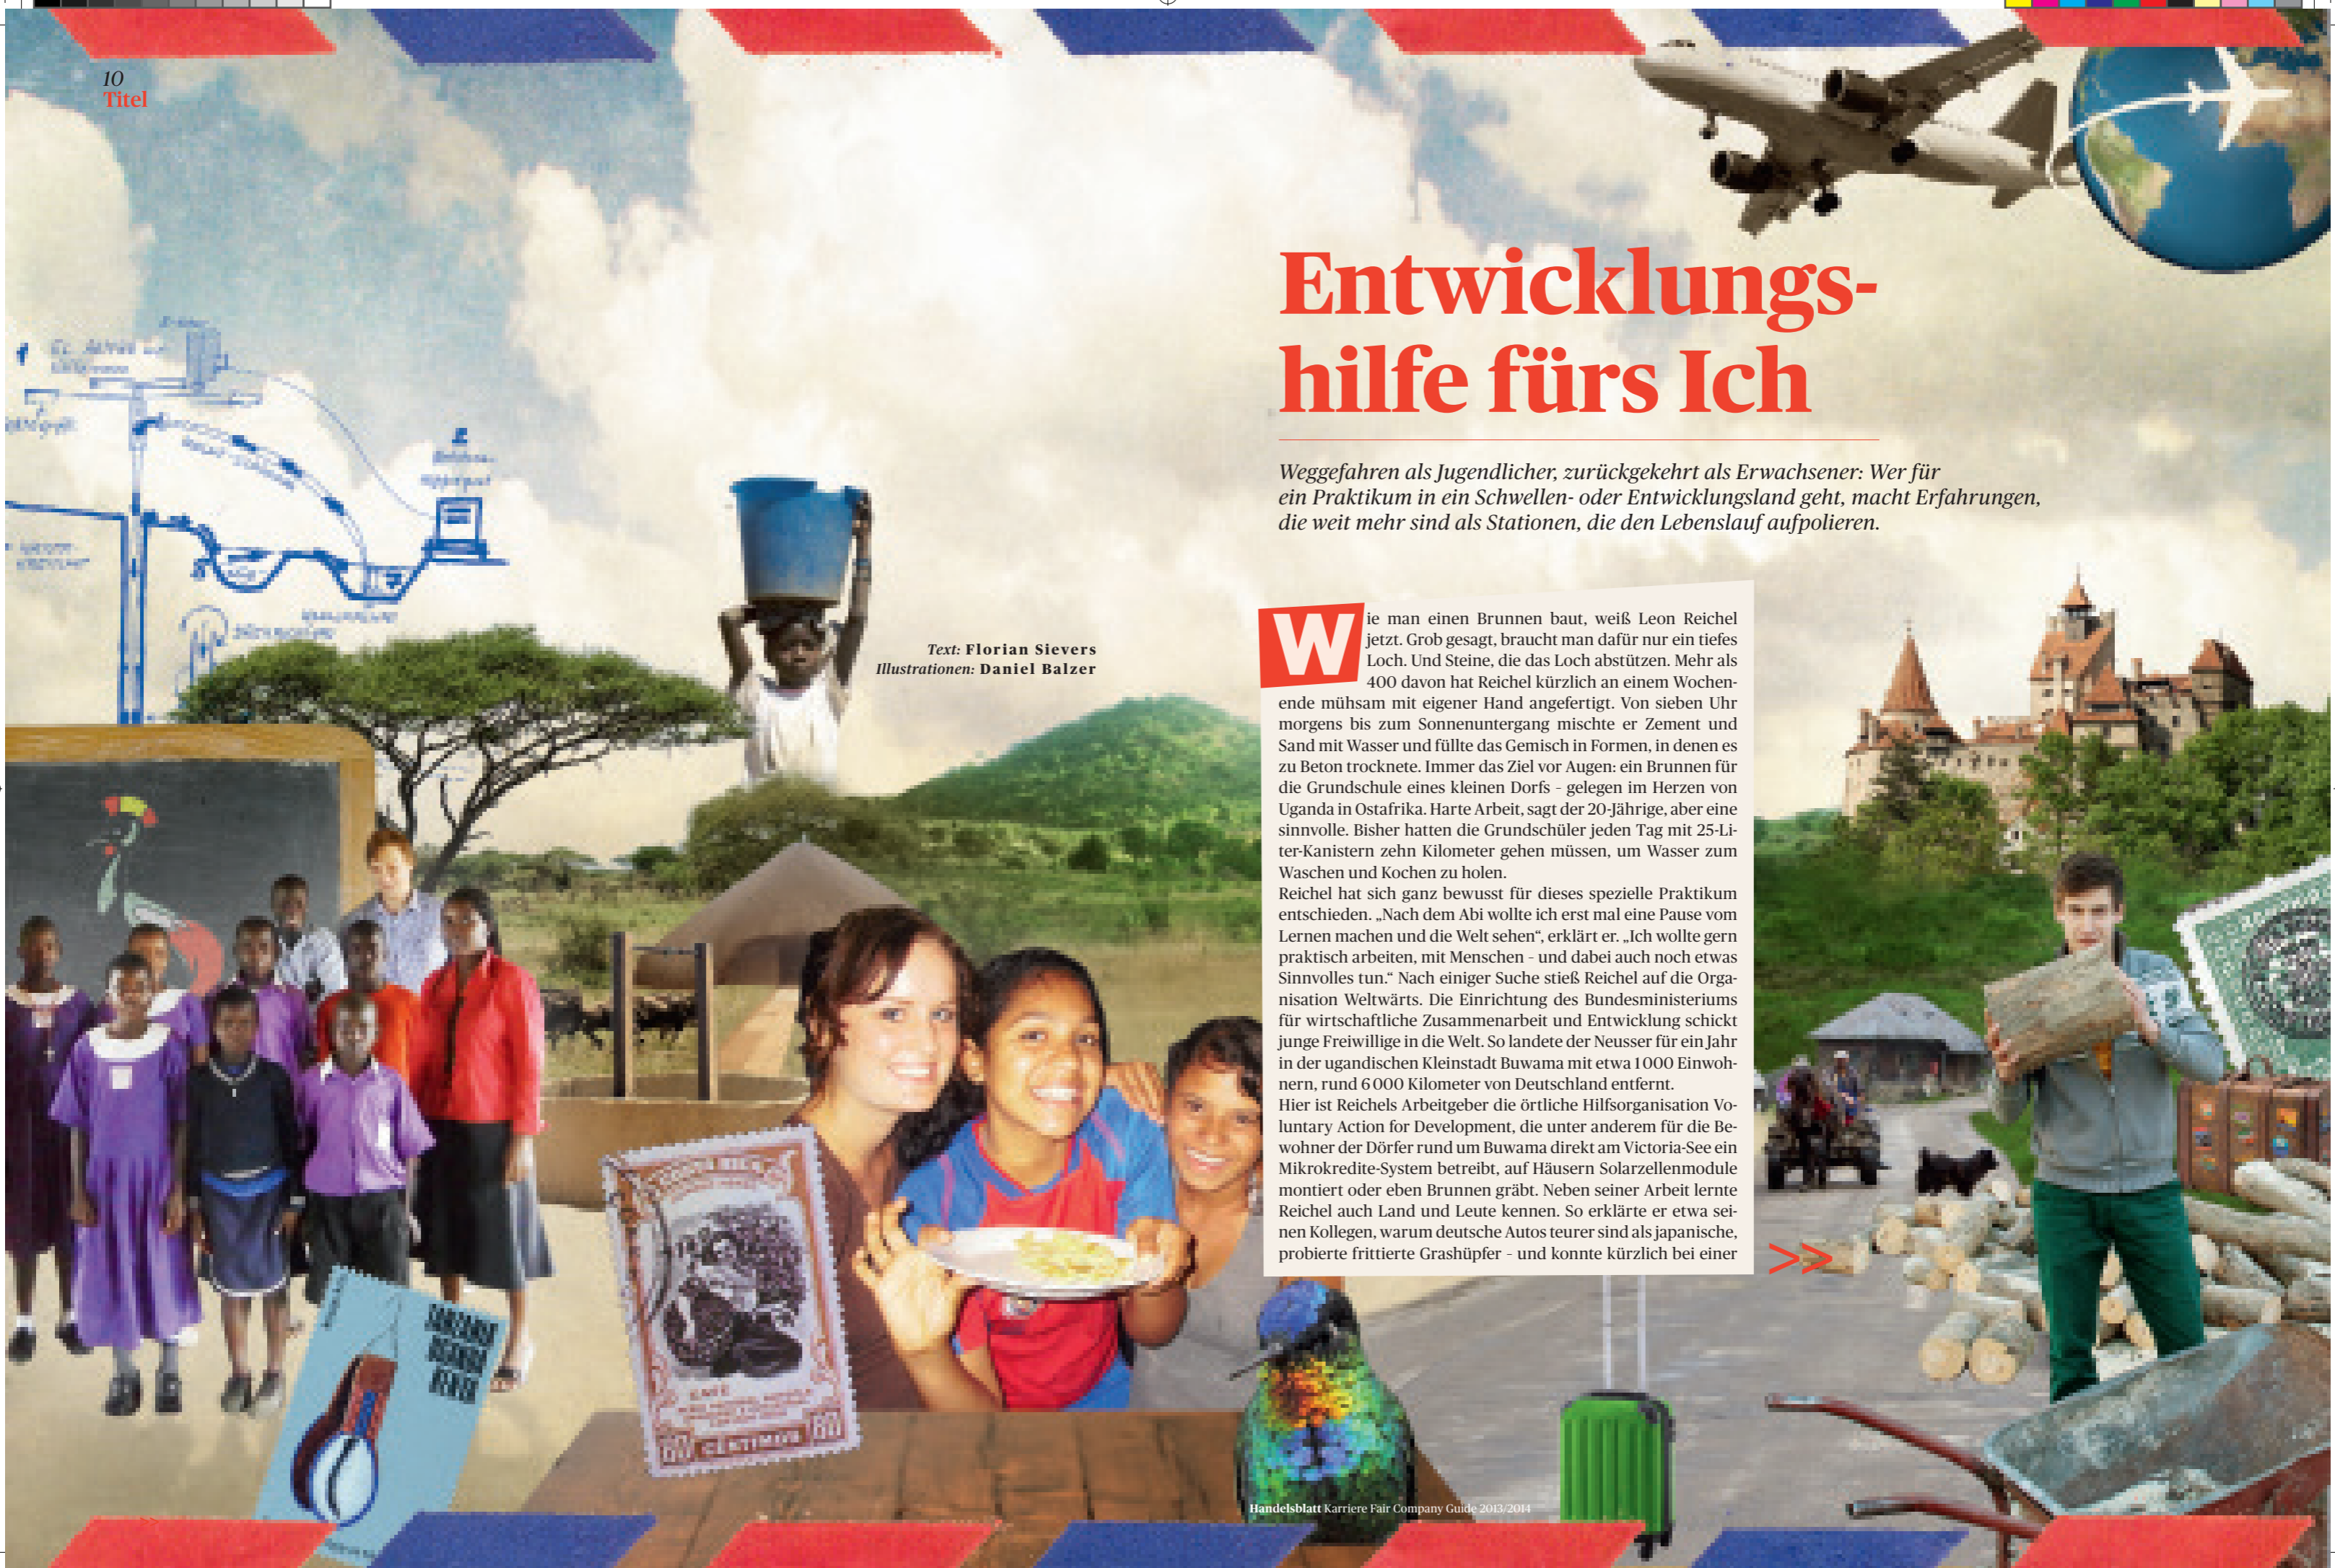 10
Titel
Entwicklungs-
hilfe fürs Ich
Weggefahren als Jugendlicher, zurückgekehrt als Erwachsener: Wer für
ein Praktikum in ein Schwellen- oder Entwicklungsland geht, macht Erfahrungen,
die weit mehr sind als Stationen, die den Lebenslauf aufpolieren.
Text: Florian Sievers
Illustrationen: Daniel Balzer
Wie man einen Brunnen baut, weiß Leon Reichel
jetzt. Grob gesagt, braucht man dafür nur ein tiefes
Loch. Und Steine, die das Loch abstützen. Mehr als
400 davon hat Reichel kürzlich an einem Wochen-
ende mühsam mit eigener Hand angefertigt. Von sieben Uhr
morgens bis zum Sonnenuntergang mischte er Zement und
Sand mit Wasser und füllte das Gemisch in Formen, in denen es
zu Beton trocknete. Immer das Ziel vor Augen: ein Brunnen für
die Grundschule eines kleinen Dorfs – gelegen im Herzen von
Uganda in Ostafrika. Harte Arbeit, sagt der 20-Jährige, aber eine
sinnvolle. Bisher hatten die Grundschüler jeden Tag mit 25-Li-
ter-Kanistern zehn Kilometer gehen müssen, um Wasser zum
Waschen und Kochen zu holen.
Reichel hat sich ganz bewusst für dieses spezielle Praktikum
entschieden. „Nach dem Abi wollte ich erst mal eine Pause vom
Lernen machen und die Welt sehen“, erklärt er. „Ich wollte gern
praktisch arbeiten, mit Menschen – und dabei auch noch etwas
Sinnvolles tun.“ Nach einiger Suche stieß Reichel auf die Orga-
nisation Weltwärts. Die Einrichtung des Bundesministeriums
für wirtschaftliche Zusammenarbeit und Entwicklung schickt
junge Freiwillige in die Welt. So landete der Neusser für ein Jahr
in der ugandischen Kleinstadt Buwama mit etwa 1000 Einwoh-
nern, rund 6000 Kilometer von Deutschland entfernt.
Hier ist Reichels Arbeitgeber die örtliche Hilfsorganisation Vo-
luntary Action for Development, die unter anderem für die Be-
wohner der Dörfer rund um Buwama direkt am Victoria-See ein
Mikrokredite-System betreibt, auf Häusern Solarzellenmodule
montiert oder eben Brunnen gräbt. Neben seiner Arbeit lernte
Reichel auch Land und Leute kennen. So erklärte er etwa sei-
nen Kollegen, warum deutsche Autos teurer sind als japanische,
probierte frittierte Grashüpfer – und konnte kürzlich bei einer
>>
UGANDA
KENYA
CAFE
60 CENTIMOS 60
Handelsblatt Karriere Fair Company Guide 2013/2014